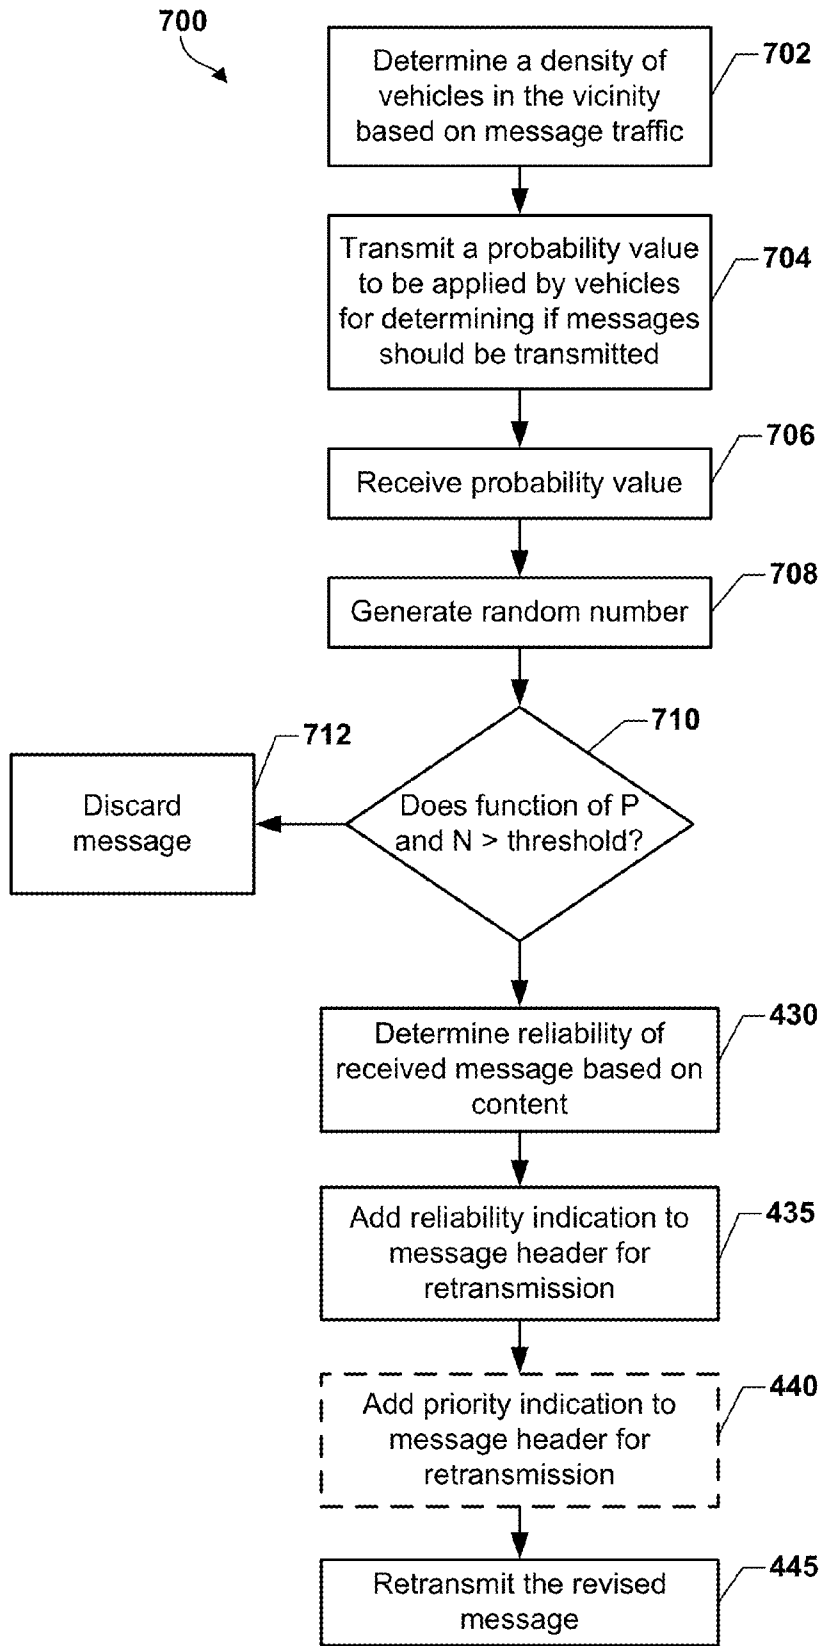 700
702
Determine a density of
vehicles in the vicinity
based on message traffic
704
Transmit a probability value
to be applied by vehicles
for determining if messages
should be transmitted
706
Receive probability value
708
Generate random number
710
Does function of P
and N > threshold?
712
Discard
message
430
Determine reliability of
received message based on
content
435
Add reliability indication to
message header for
retransmission
440
Add priority indication to
message header for
retransmission
445
Retransmit the revised
message